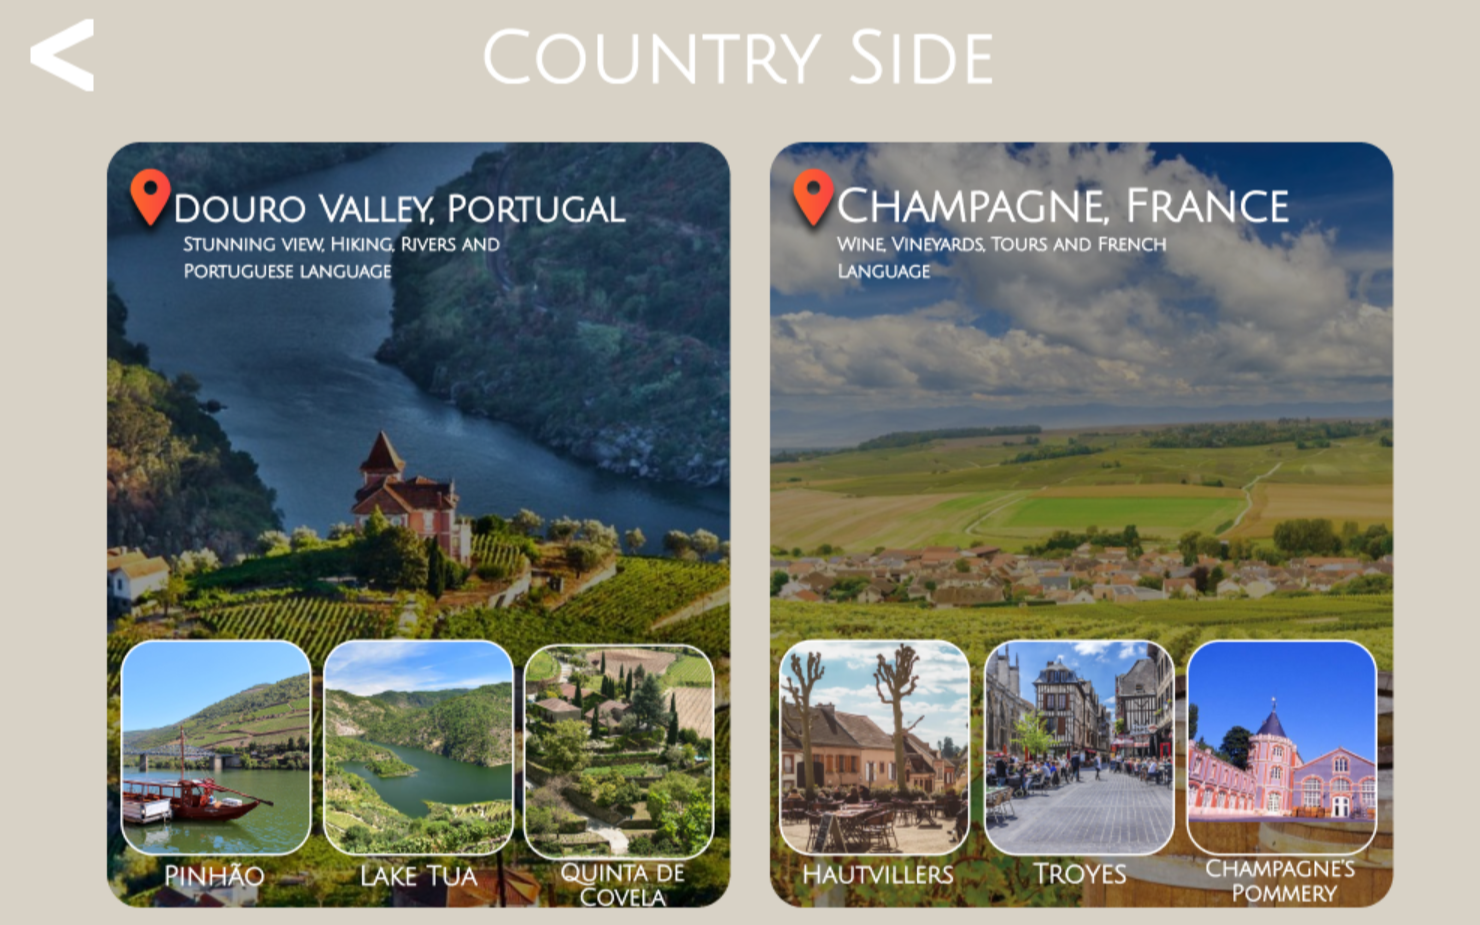 <
Country Side
Douro Valley, Portugal
Stunning view, Hiking, Rivers and
Portuguese language
Pinhão
Lake Tua
Quinta de
Covela
Champagne, France
Wine, Vineyards, Tours and French
Language
Hautvillers
Troyes
Champagne's
Pommery